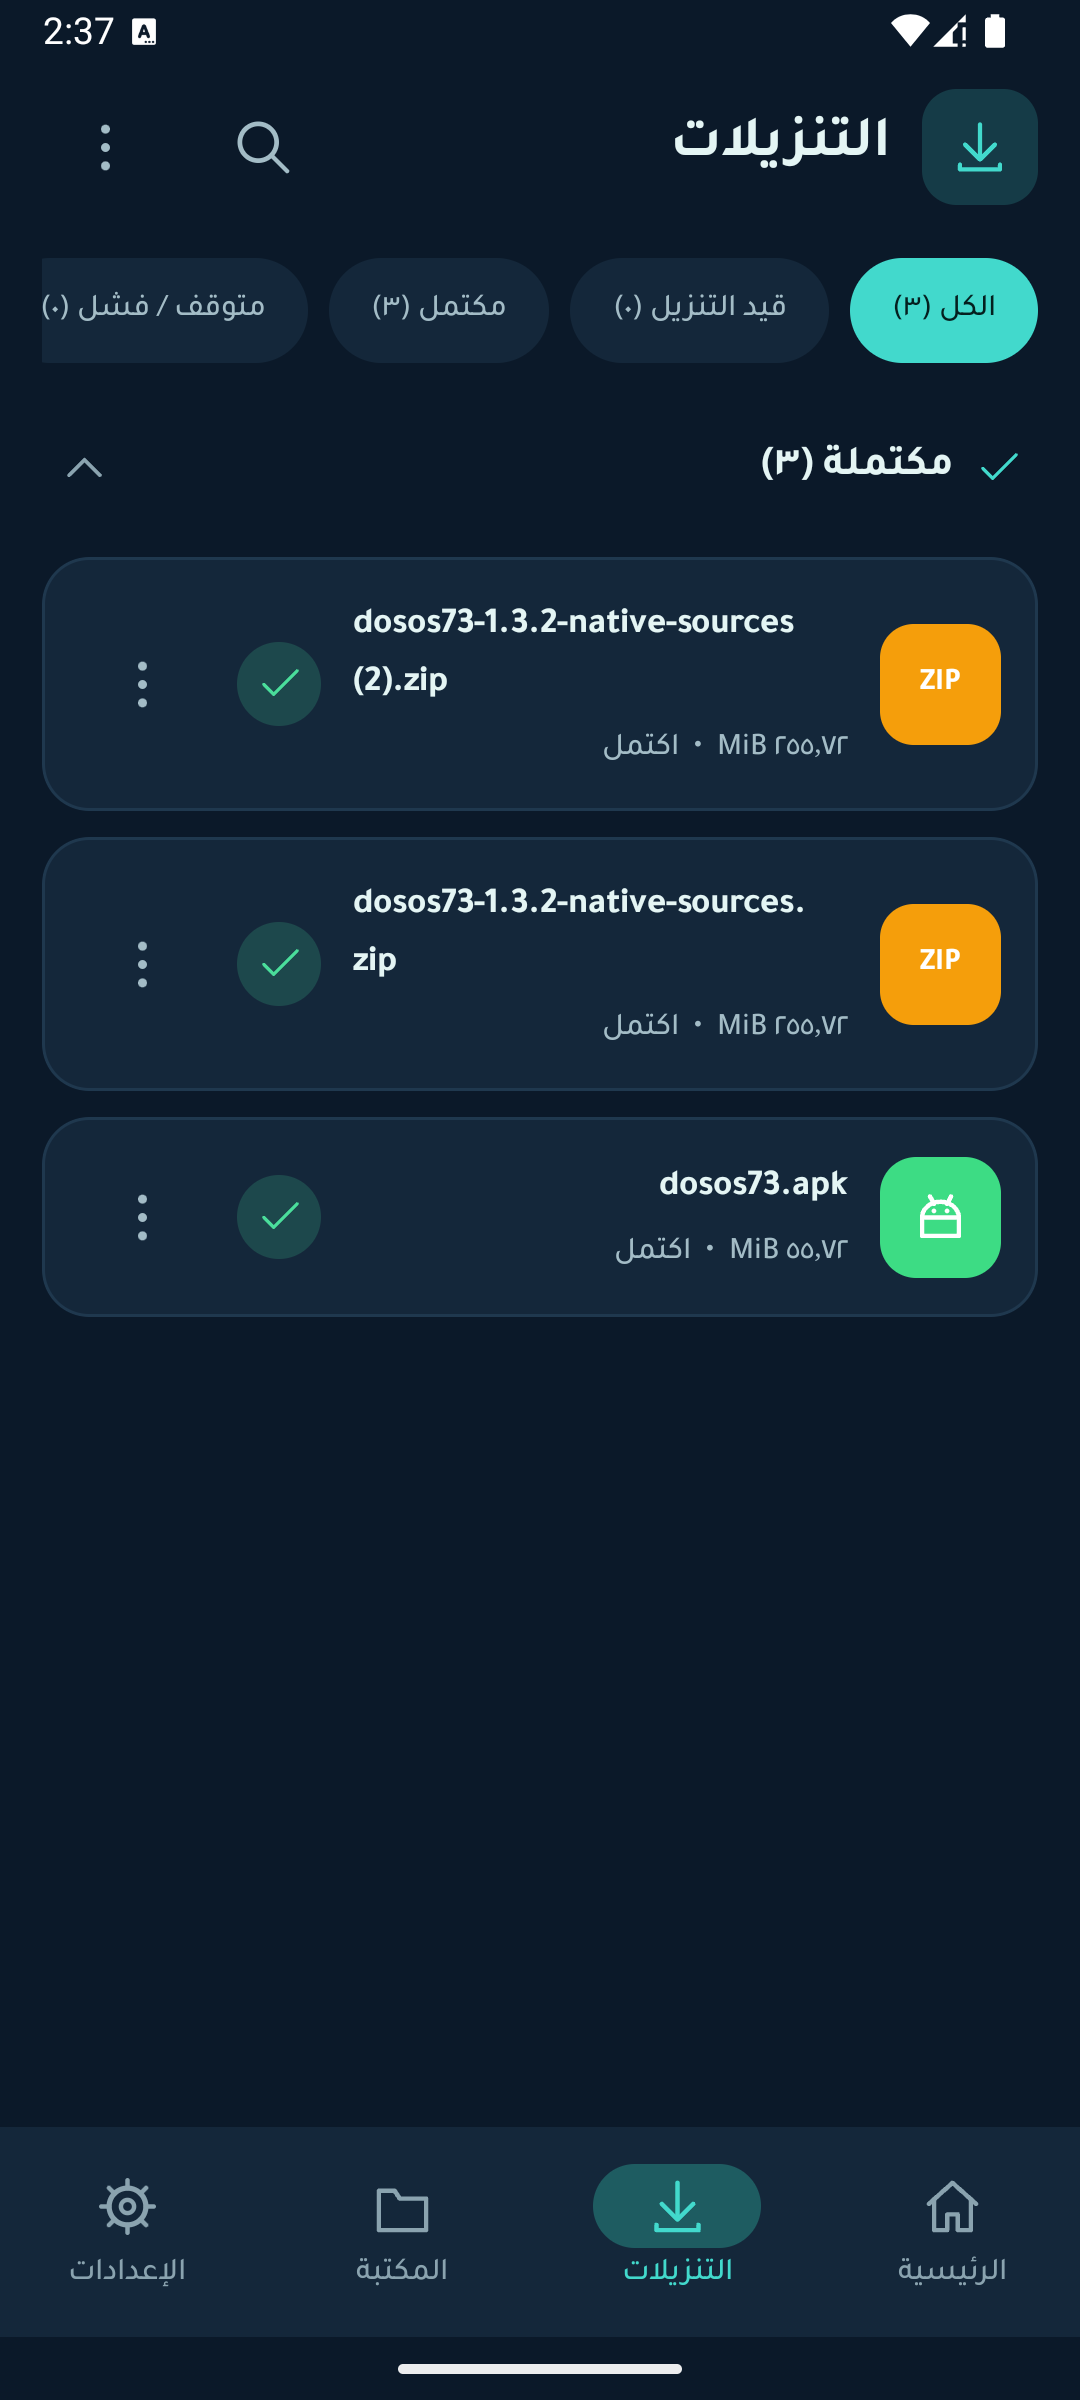 2:37
التنزيلات
الكل (٣)
قيد التنزيل (٠)
مكتمل (٣)
متوقف / فشل (٠)
مكتملة (٣)
dosos73-1.3.2-native-sources
(2).zip
ZIP
٢٥٥,٧٢ MiB • اكتمل
dosos73-1.3.2-native-sources.
zip
ZIP
٢٥٥,٧٢ MiB • اكتمل
dosos73.apk
٥٥,٧٢ MiB • اكتمل
الرئيسية
التنزيلات
المكتبة
الإعدادات